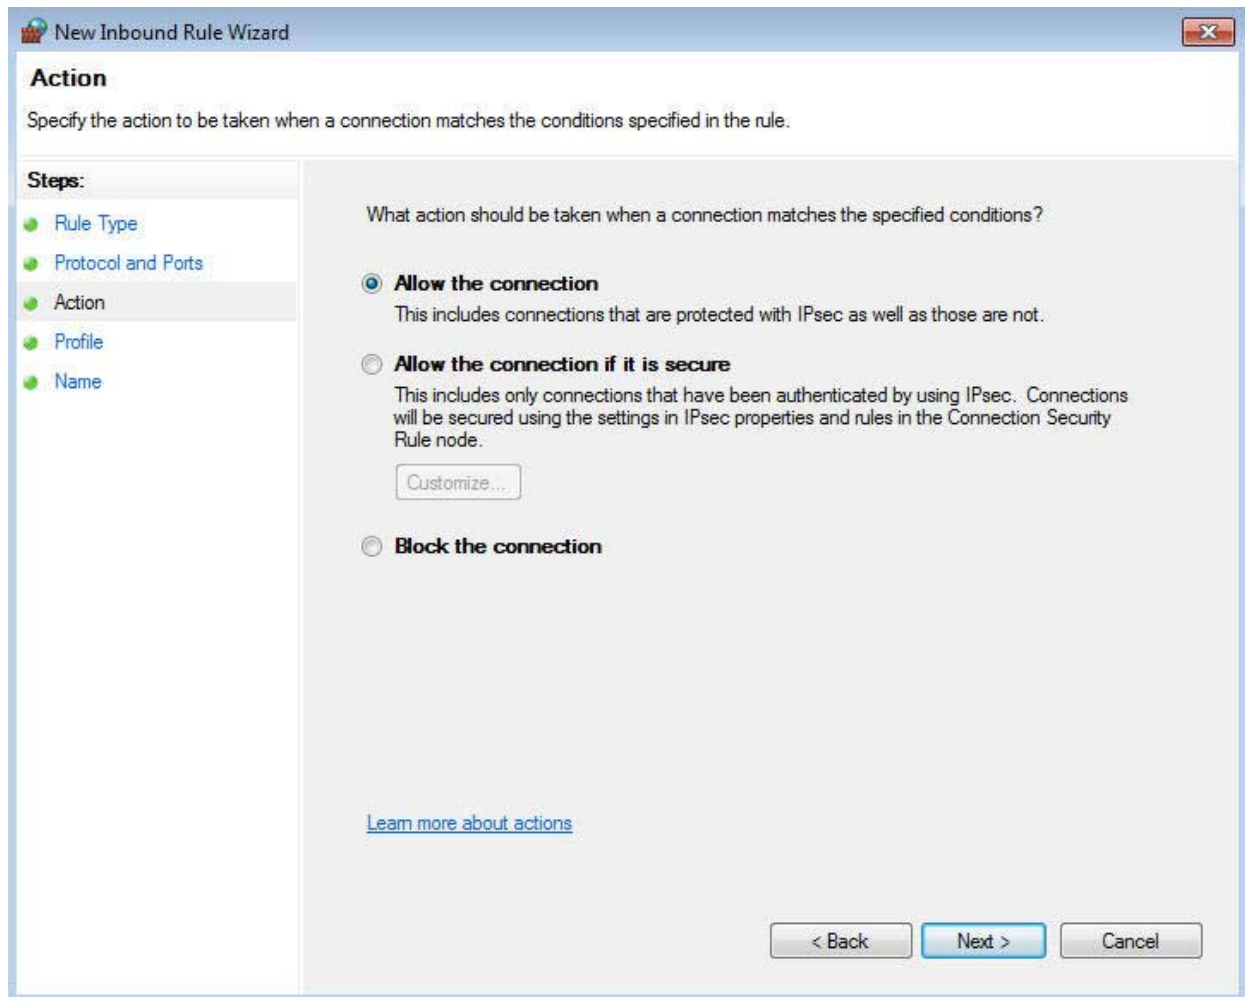 New Inbound Rule Wizard
Action
Specify the action to be taken when a connection matches the conditions specified in the rule.
Steps:
Rule Type
Protocol and Ports
Action
Profile
Name
What action should be taken when a connection matches the specified conditions?
Allow the connection
This includes connections that are protected with IPsec as well as those are not.
Allow the connection if it is secure
This includes only connections that have been authenticated by using IPsec. Connections
will be secured using the settings in IPsec properties and rules in the Connection Security
Rule node.
Customize...
Block the connection
Learn more about actions
< Back
Next >
Cancel